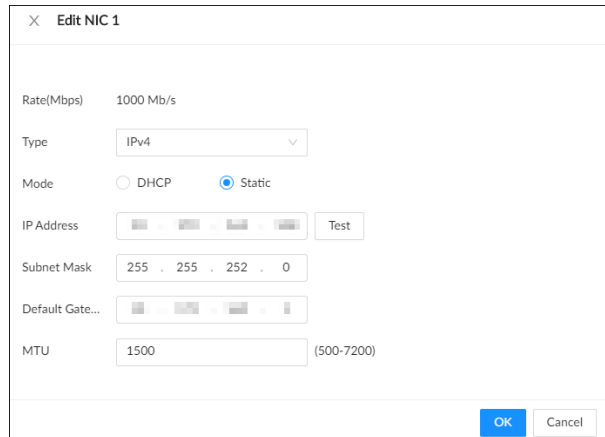 Edit NIC 1
Rate(Mbps) 1000 Mb/s
Type IPv4
Mode DHCP Static
IP Address . . . Test
Subnet Mask 255 . 255 . 252 . 0
Default Gate... . . .
MTU 1500 (500-7200)
OK Cancel